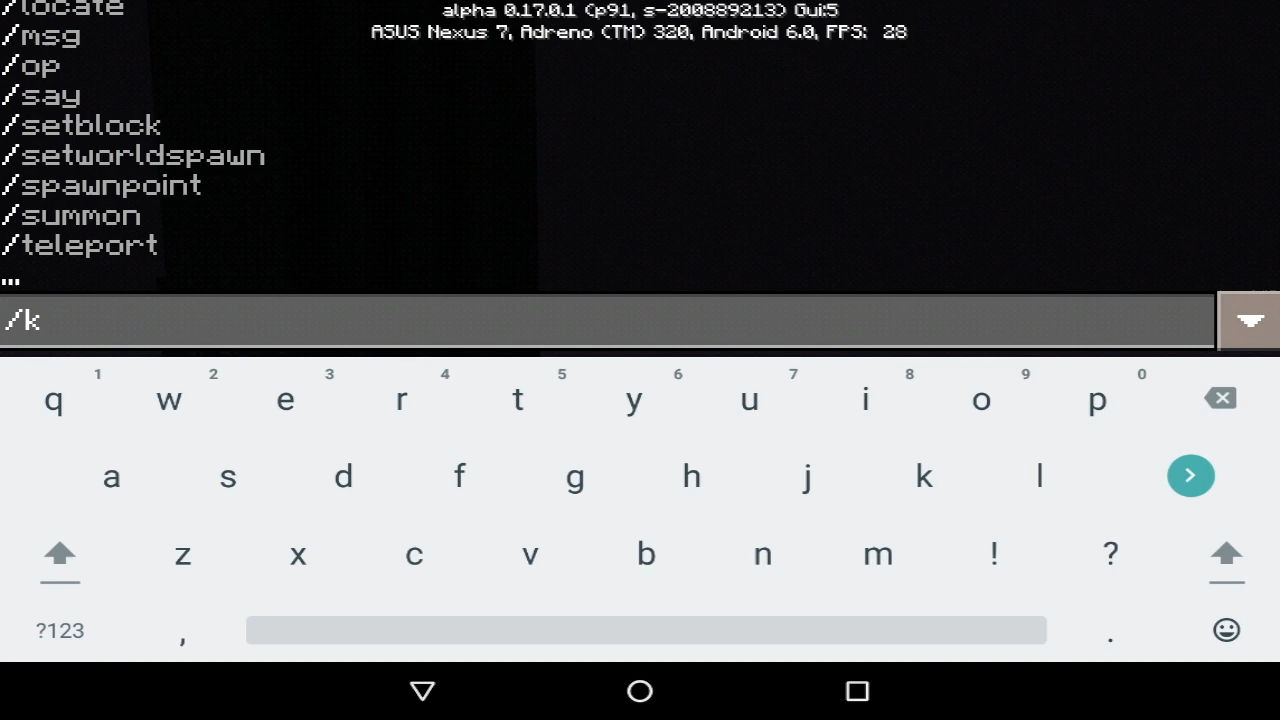 /locate
alpha 0.17.0.1 (p91, s-200889213) Gui:5
ASUS Nexus 7, Adreno (TM) 320, Android 6.0, FPS: 28
/msg
/op
/say
/setblock
/setworldspawn
/spawnpoint
/summon
/teleport
...
/k
1 2 3 4 5 6 7 8 9 0
q w e r t y u i o p
a s d f g h j k l
z x c v b n m ! ?
?123 , .